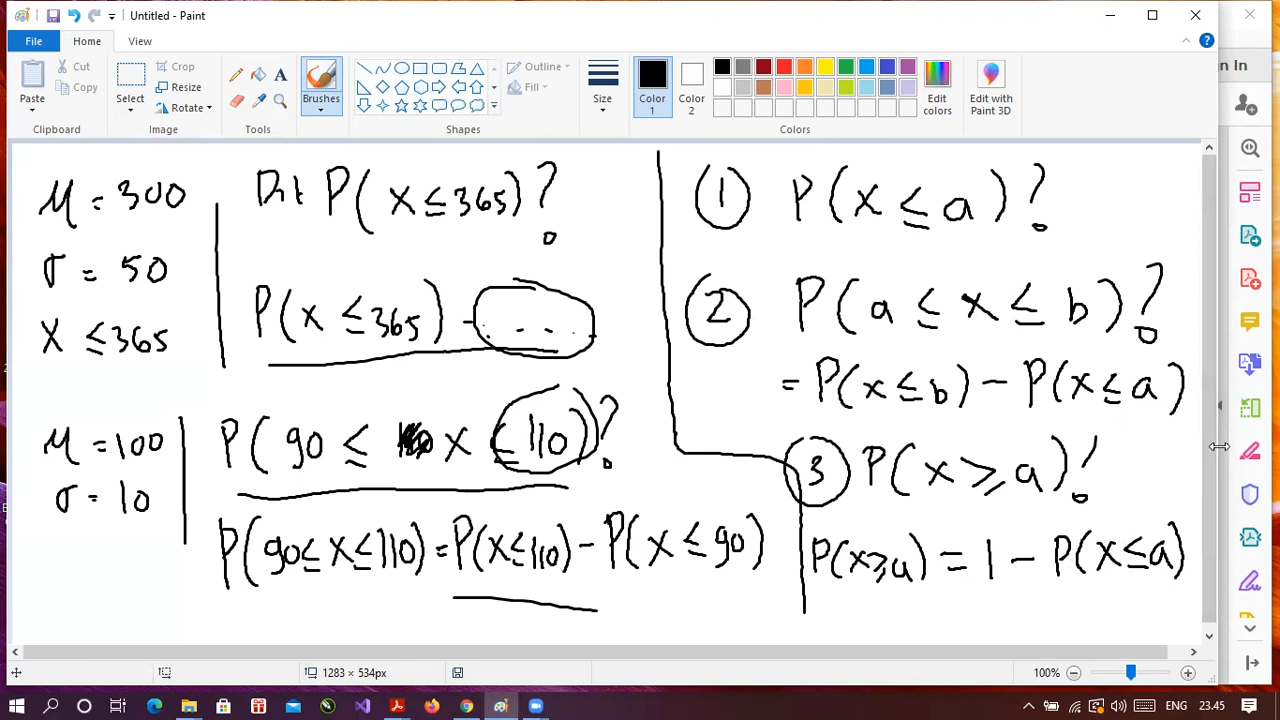 Untitled - Paint
File
Home
View
Paste
Cut
Copy
Clipboard
Select
Crop
Resize
Rotate
Image
Tools
Brushes
Outline
Fill
Shapes
Size
Color 1
Color 2
Colors
Edit colors
Edit with Paint 3D
In
μ = 300
σ = 50
X ≤ 365
P(X ≤ 365)?
P(X ≤ 365)
μ = 100
σ = 10
P(90 ≤ X ≤ 110)?
P(90 ≤ X ≤ 110) = P(X ≤ 110) - P(X ≤ 90)
1 P(X ≤ a)?
2 P(a ≤ X ≤ b)?
= P(X ≤ b) - P(X ≤ a)
3 P(X ≥ a)?
P(X ≥ a) = 1 - P(X ≤ a)
1283 × 534px
100%
23.45